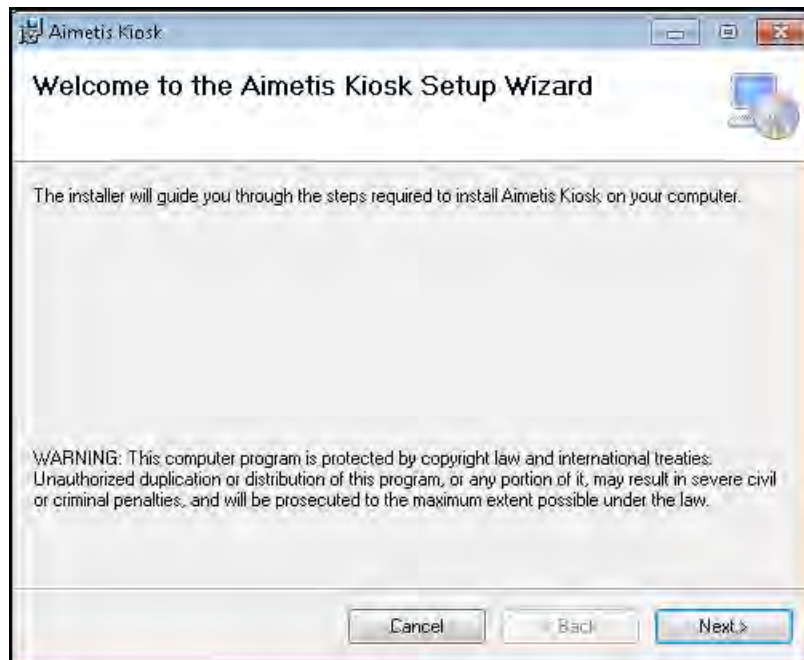 Aimetis Kiosk
Welcome to the Aimetis Kiosk Setup Wizard
The installer will guide you through the steps required to install Aimetis Kiosk on your computer.
WARNING: This computer program is protected by copyright law and international treaties.
Unauthorized duplication or distribution of this program, or any portion of it, may result in severe civil
or criminal penalties, and will be prosecuted to the maximum extent possible under the law.
Cancel < Back Next >